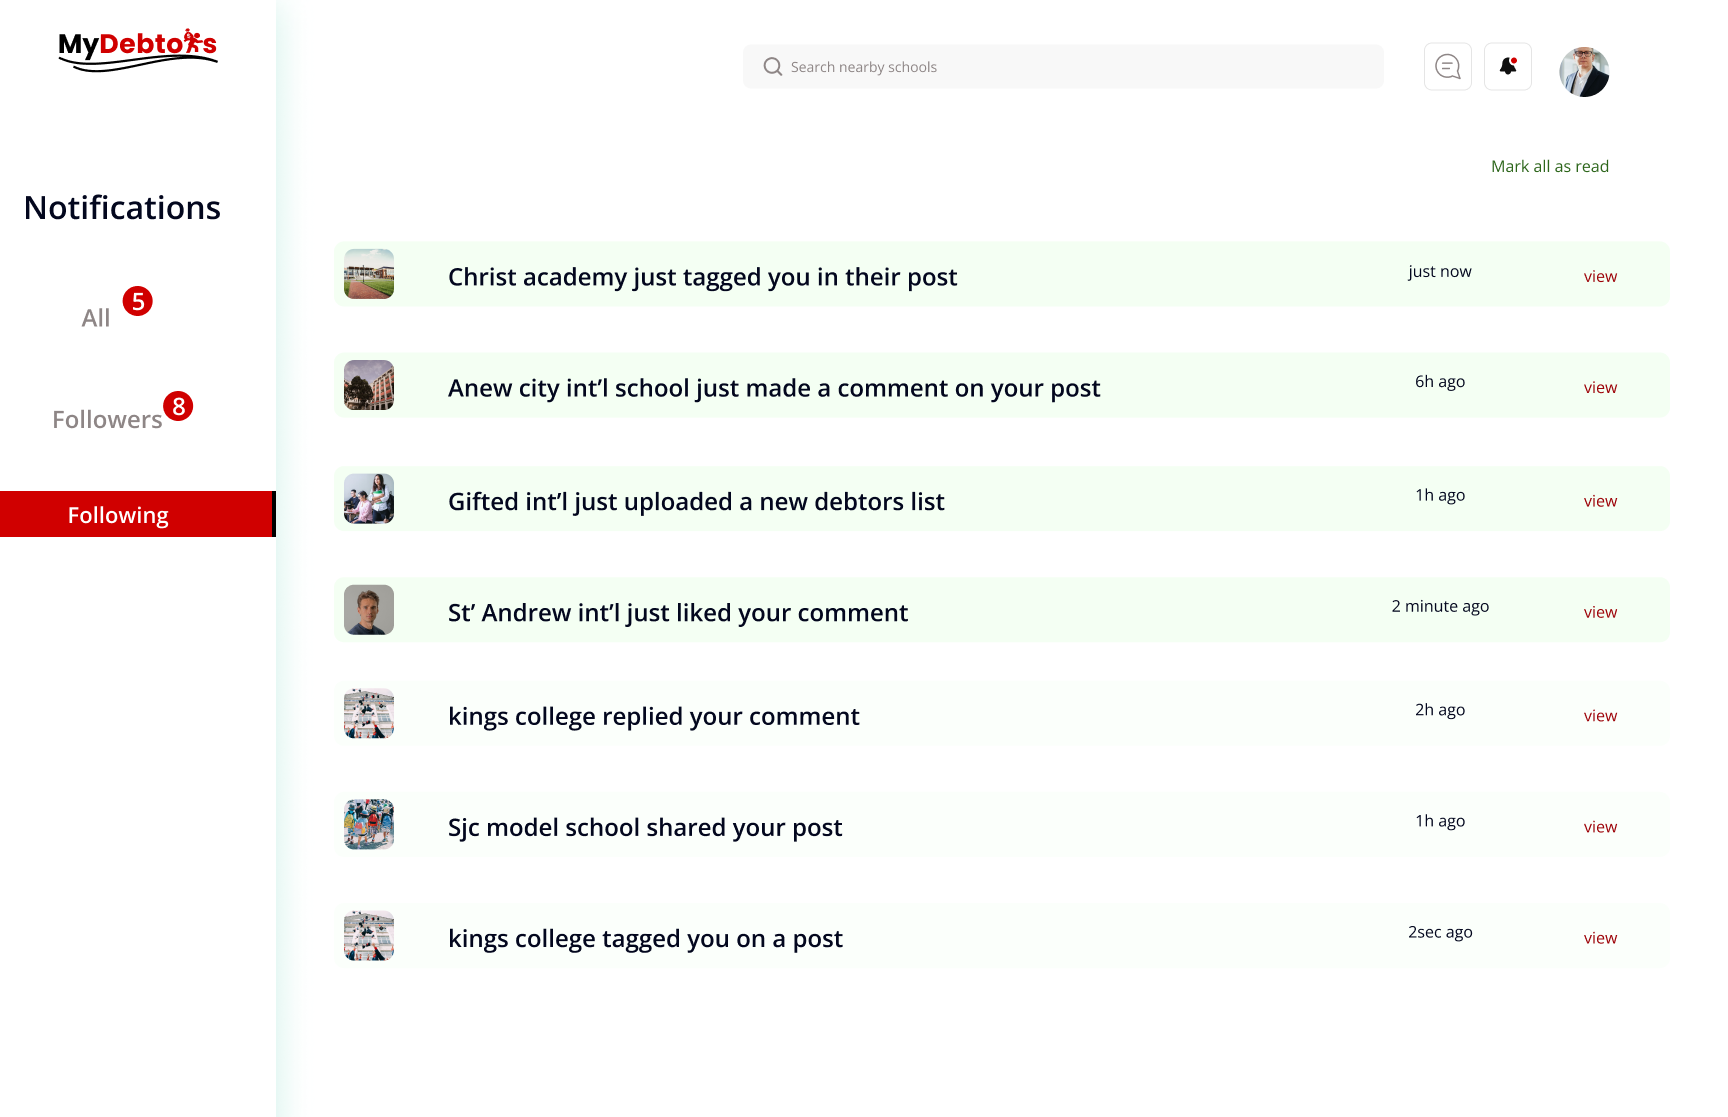 MyDebtors
Search nearby schools
Mark all as read
Notifications
All 5
Followers 8
Following
Christ academy just tagged you in their post just now view
Anew city int’l school just made a comment on your post 6h ago view
Gifted int’l just uploaded a new debtors list 1h ago view
St’ Andrew int’l just liked your comment 2 minute ago view
kings college replied your comment 2h ago view
Sjc model school shared your post 1h ago view
kings college tagged you on a post 2sec ago view